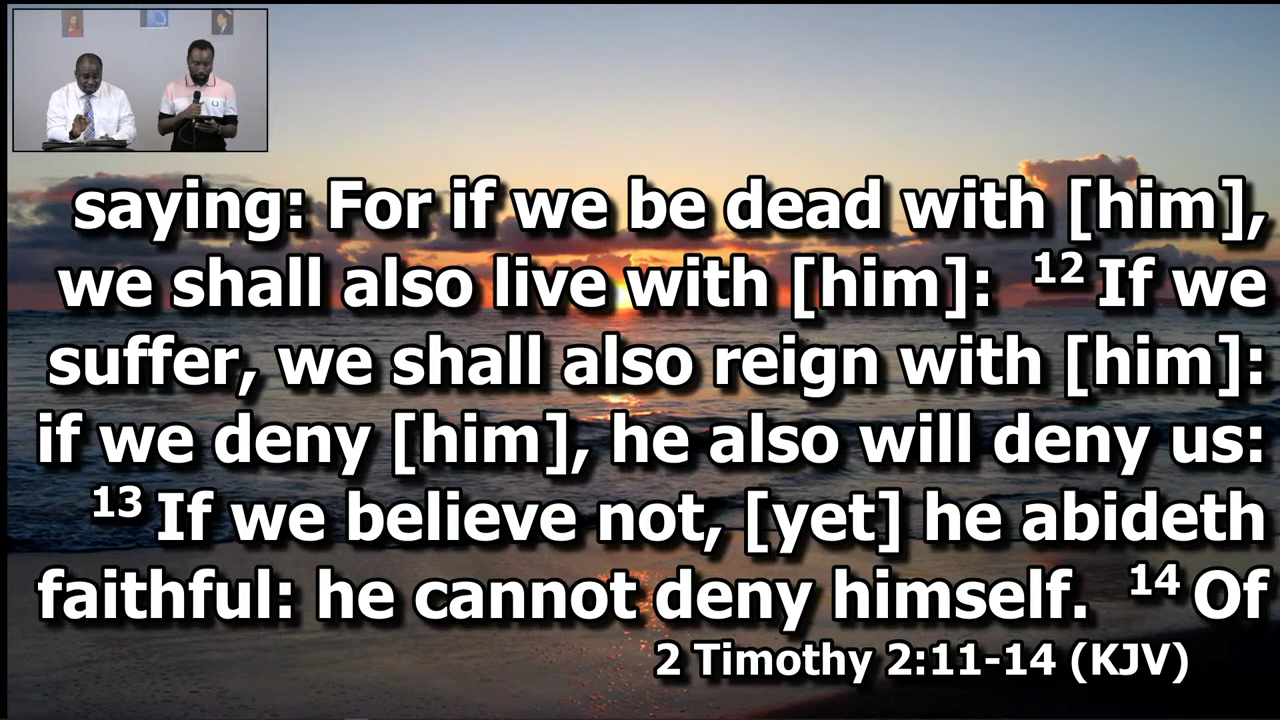 saying: For if we be dead with [him],
we shall also live with [him]: 12 If we
suffer, we shall also reign with [him]:
if we deny [him], he also will deny us:
13 If we believe not, [yet] he abideth
faithful: he cannot deny himself. 14 Of
2 Timothy 2:11-14 (KJV)